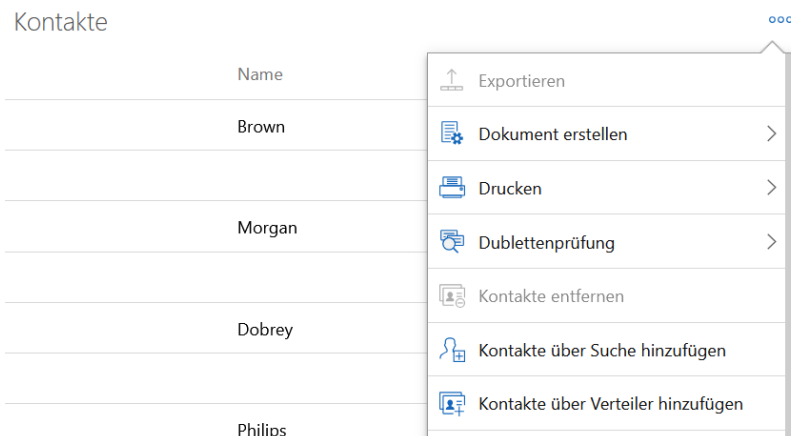 Kontakte
Name
Brown
Morgan
Dobrey
Philips
Exportieren
Dokument erstellen
Drucken
Dublettenprüfung
Kontakte entfernen
Kontakte über Suche hinzufügen
Kontakte über Verteiler hinzufügen